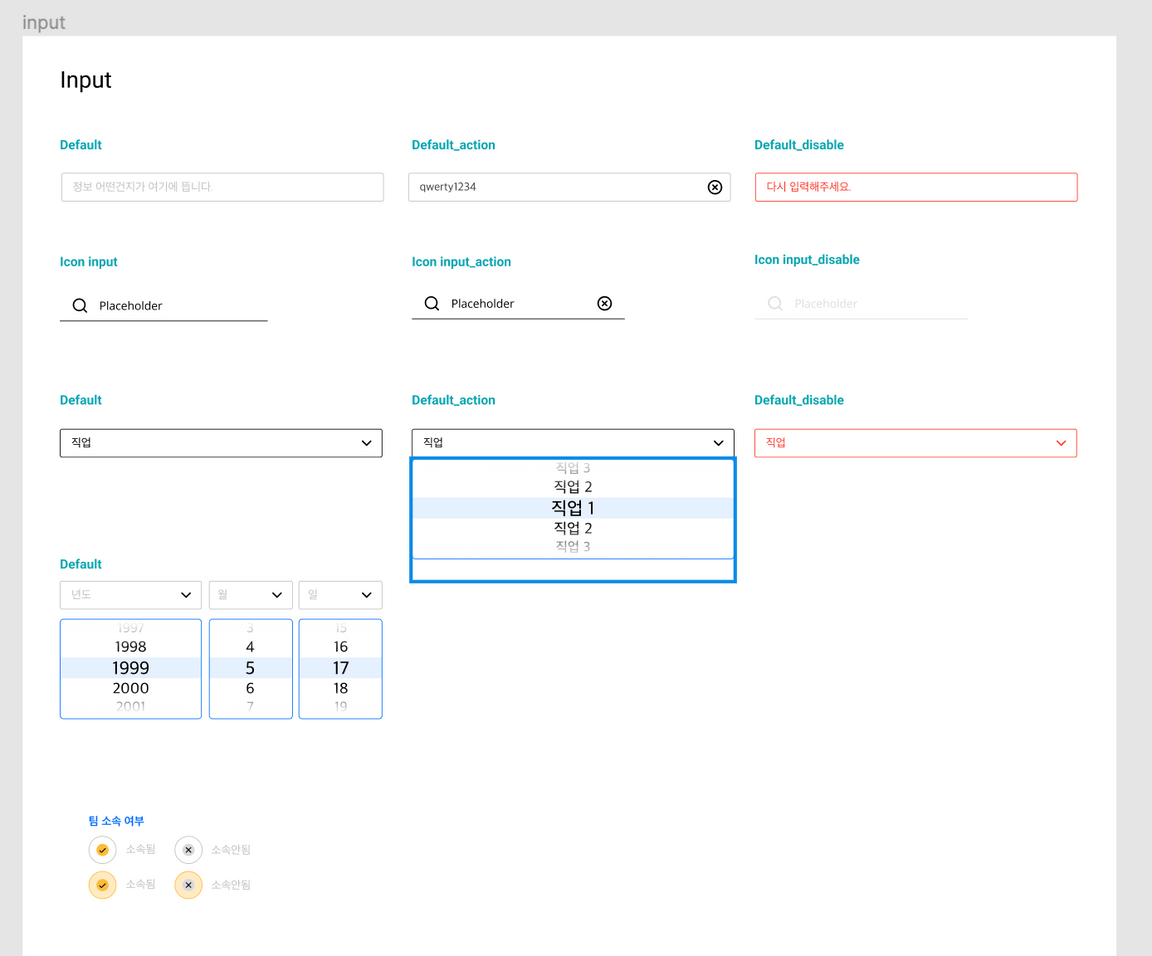 input
Input
Default
Default_action
Default_disable
정보 어떤건지가 여기에 뜹니다.
qwerty1234
다시 입력해주세요.
Icon input
Icon input_action
Icon input_disable
Placeholder
Placeholder
Placeholder
Default
Default_action
Default_disable
직업
직업
직업
직업 3
직업 2
직업 1
직업 2
직업 3
Default
년도
월
일
1997
3
15
1998
4
16
1999
5
17
2000
6
18
2001
7
19
팀 소속 여부
소속됨
소속안됨
소속됨
소속안됨